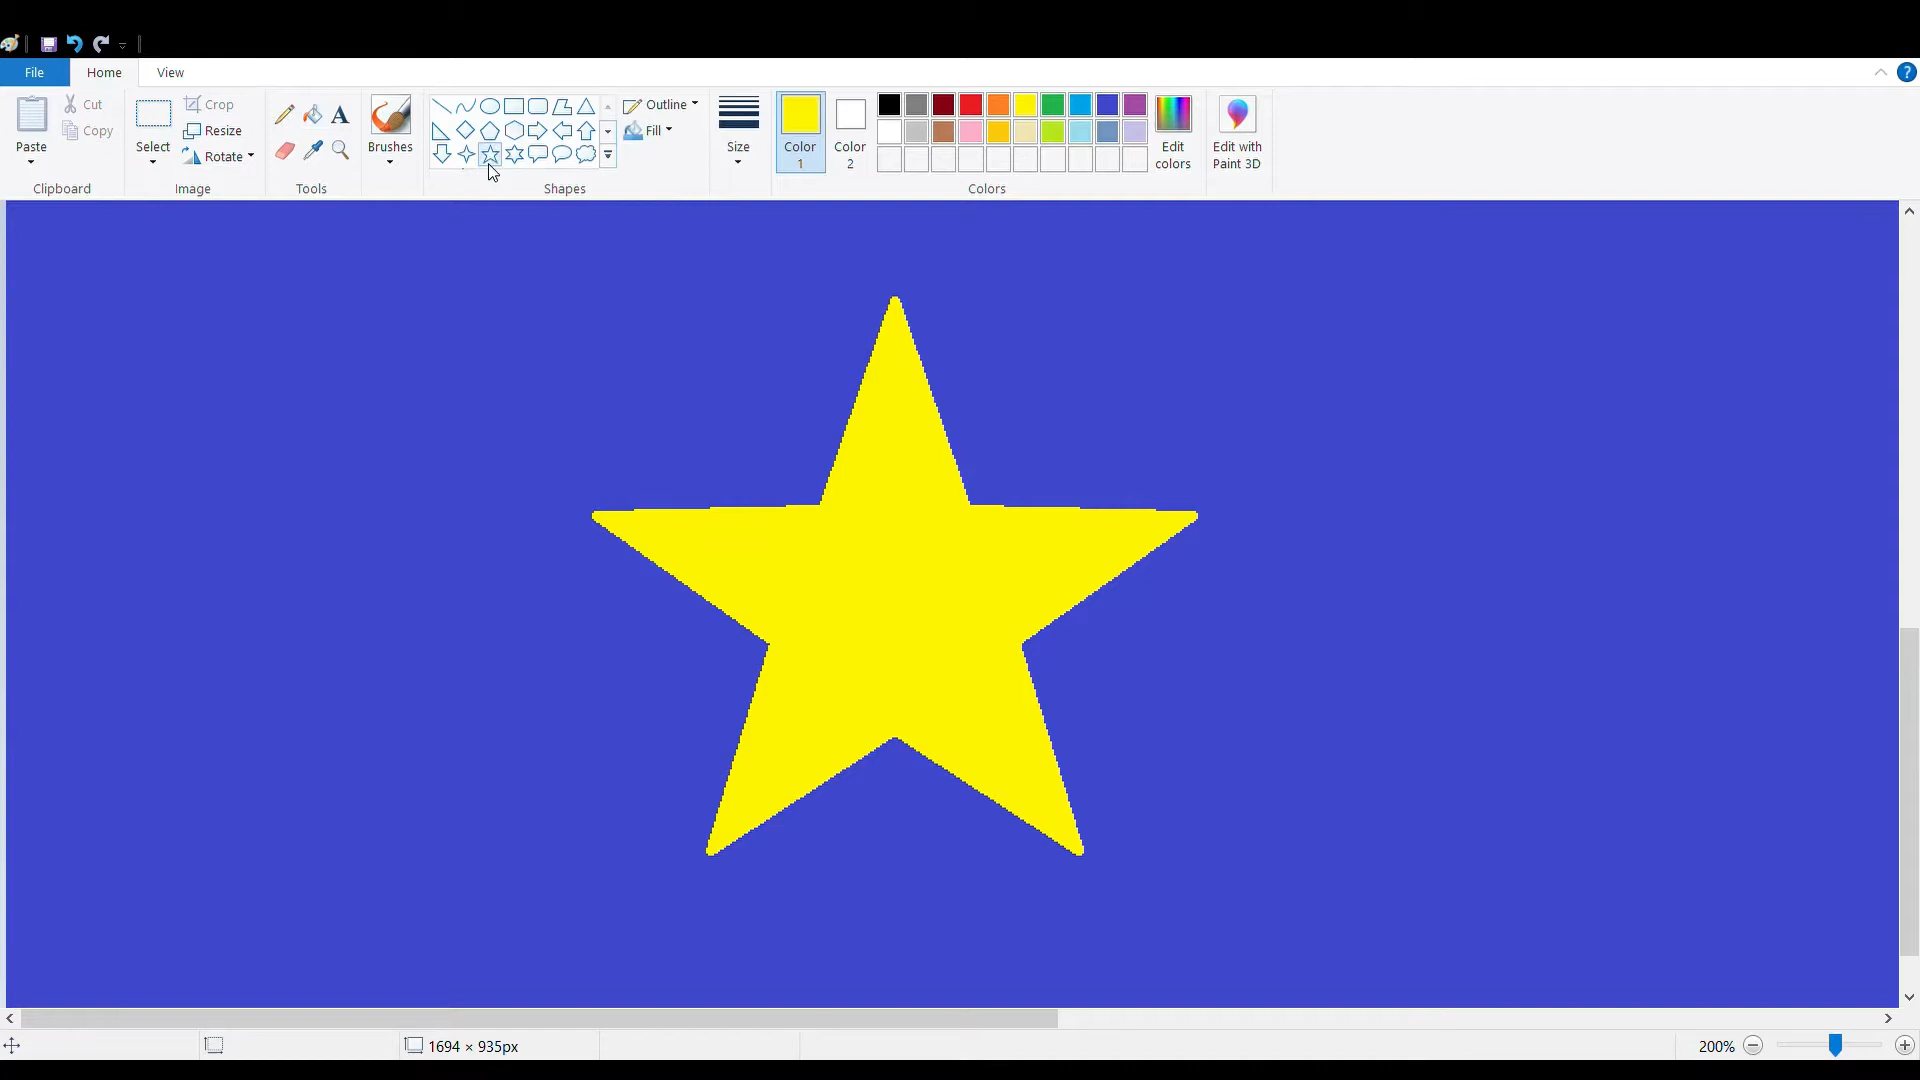 File Home View ?
Paste Cut Copy Clipboard
Select Crop Resize Rotate Image
A Tools
Brushes
Outline Fill Shapes
Size
Color 1 Color 2 Edit colors Colors
Edit with Paint 3D
1694 × 935px 200%